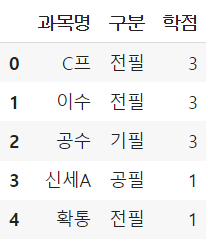 과목명 구분 학점
0 C프 전필 3
1 이수 전필 3
2 공수 기필 3
3 신세A 공필 1
4 확통 전필 1